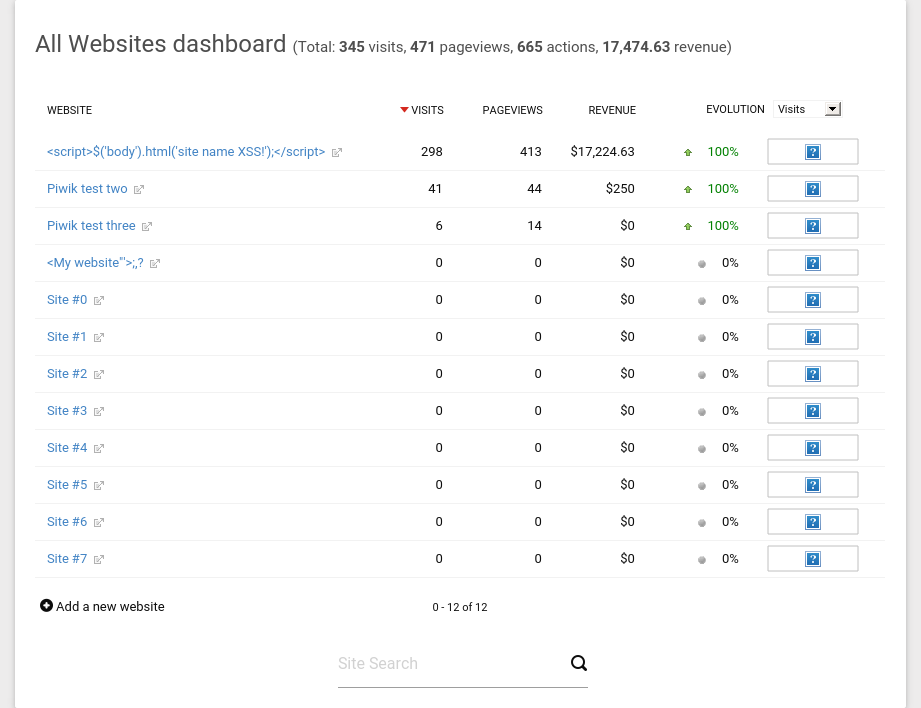 All Websites dashboard (Total: 345 visits, 471 pageviews, 665 actions, 17,474.63 revenue)
WEBSITE VISITS PAGEVIEWS REVENUE EVOLUTION Visits
<script>$('body').html('site name XSS!');</script> 298 413 $17,224.63 100% ?
Piwik test two 41 44 $250 100% ?
Piwik test three 6 14 $0 100% ?
<My website"'>;,? 0 0 $0 0% ?
Site #0 0 0 $0 0% ?
Site #1 0 0 $0 0% ?
Site #2 0 0 $0 0% ?
Site #3 0 0 $0 0% ?
Site #4 0 0 $0 0% ?
Site #5 0 0 $0 0% ?
Site #6 0 0 $0 0% ?
Site #7 0 0 $0 0% ?
Add a new website 0 - 12 of 12
Site Search